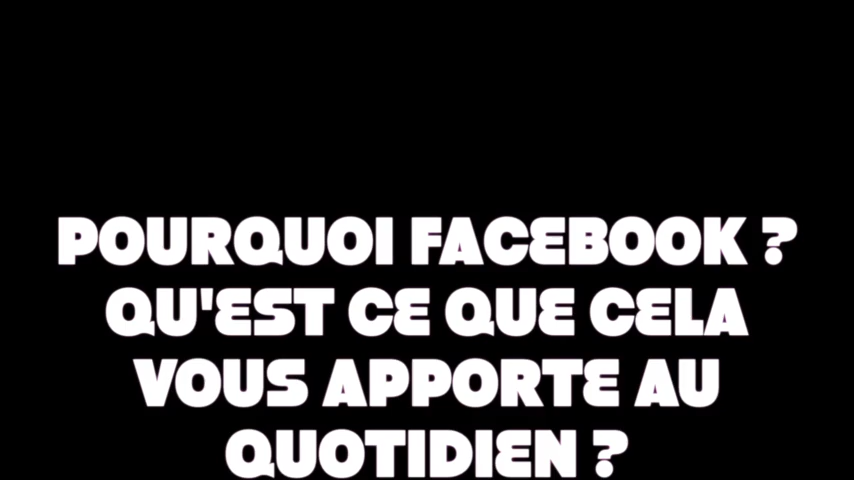 POURQUOI FACEBOOK ?
QU'EST CE QUE CELA
VOUS APPORTE AU
QUOTIDIEN ?